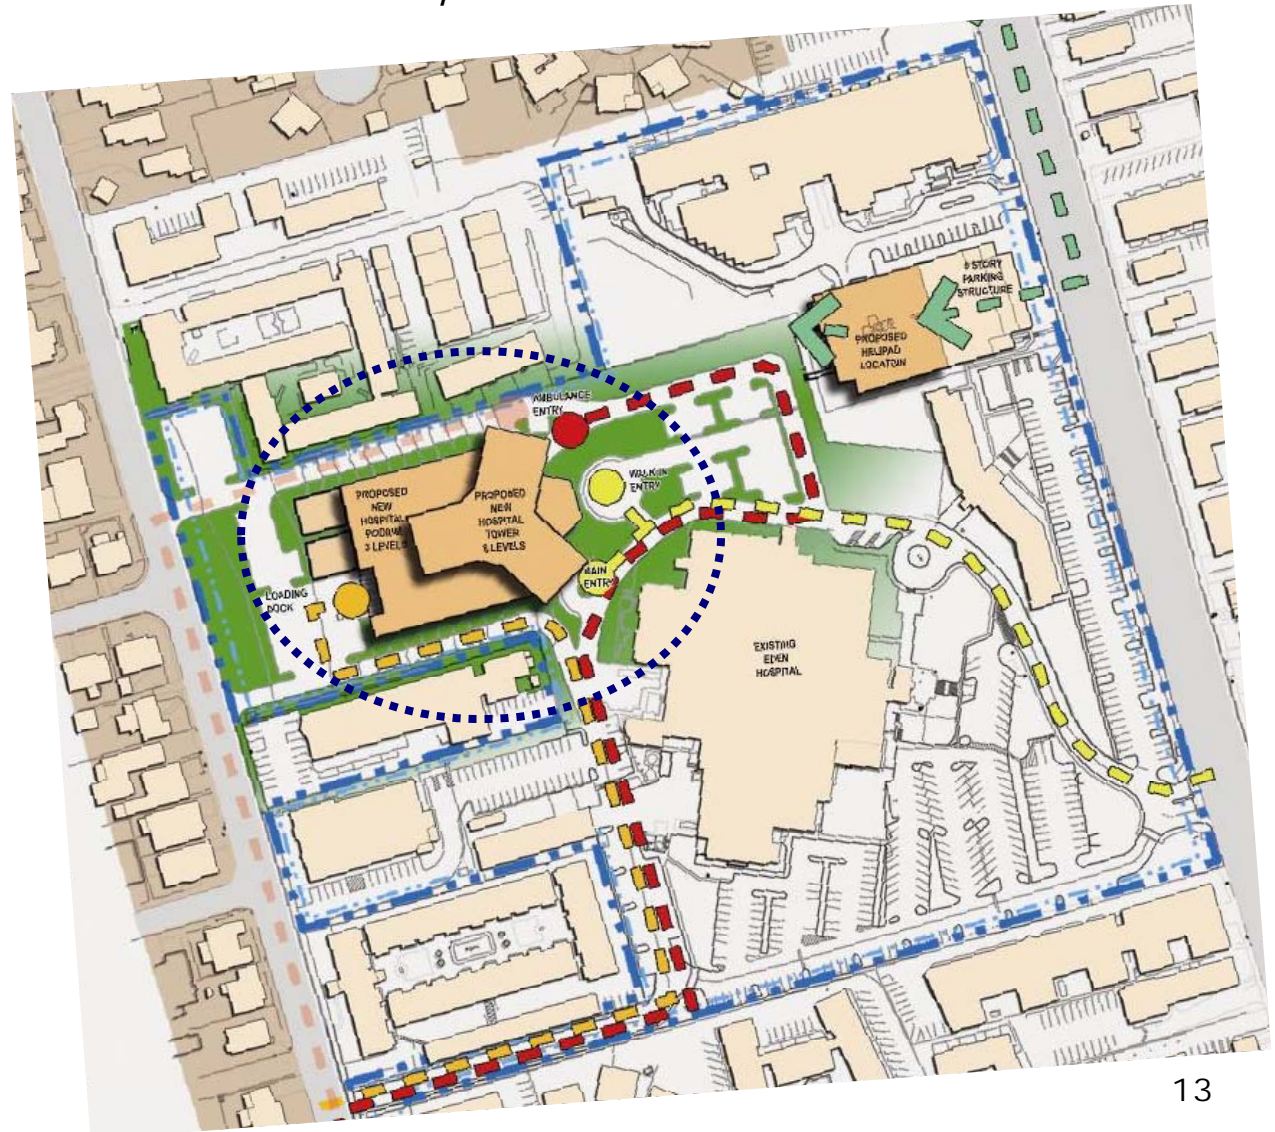 AMBULANCE
ENTRY
5 STORY
PARKING
STRUCTURE
PROPOSED
HELIPAD
LOCATION
WALK IN
ENTRY
PROPOSED
NEW
HOSPITAL
PODIUM
3 LEVELS
PROPOSED
NEW
HOSPITAL
TOWER
8 LEVELS
MAIN
ENTRY
LOADING
DOCK
EXISTING
EDEN
HOSPITAL
13